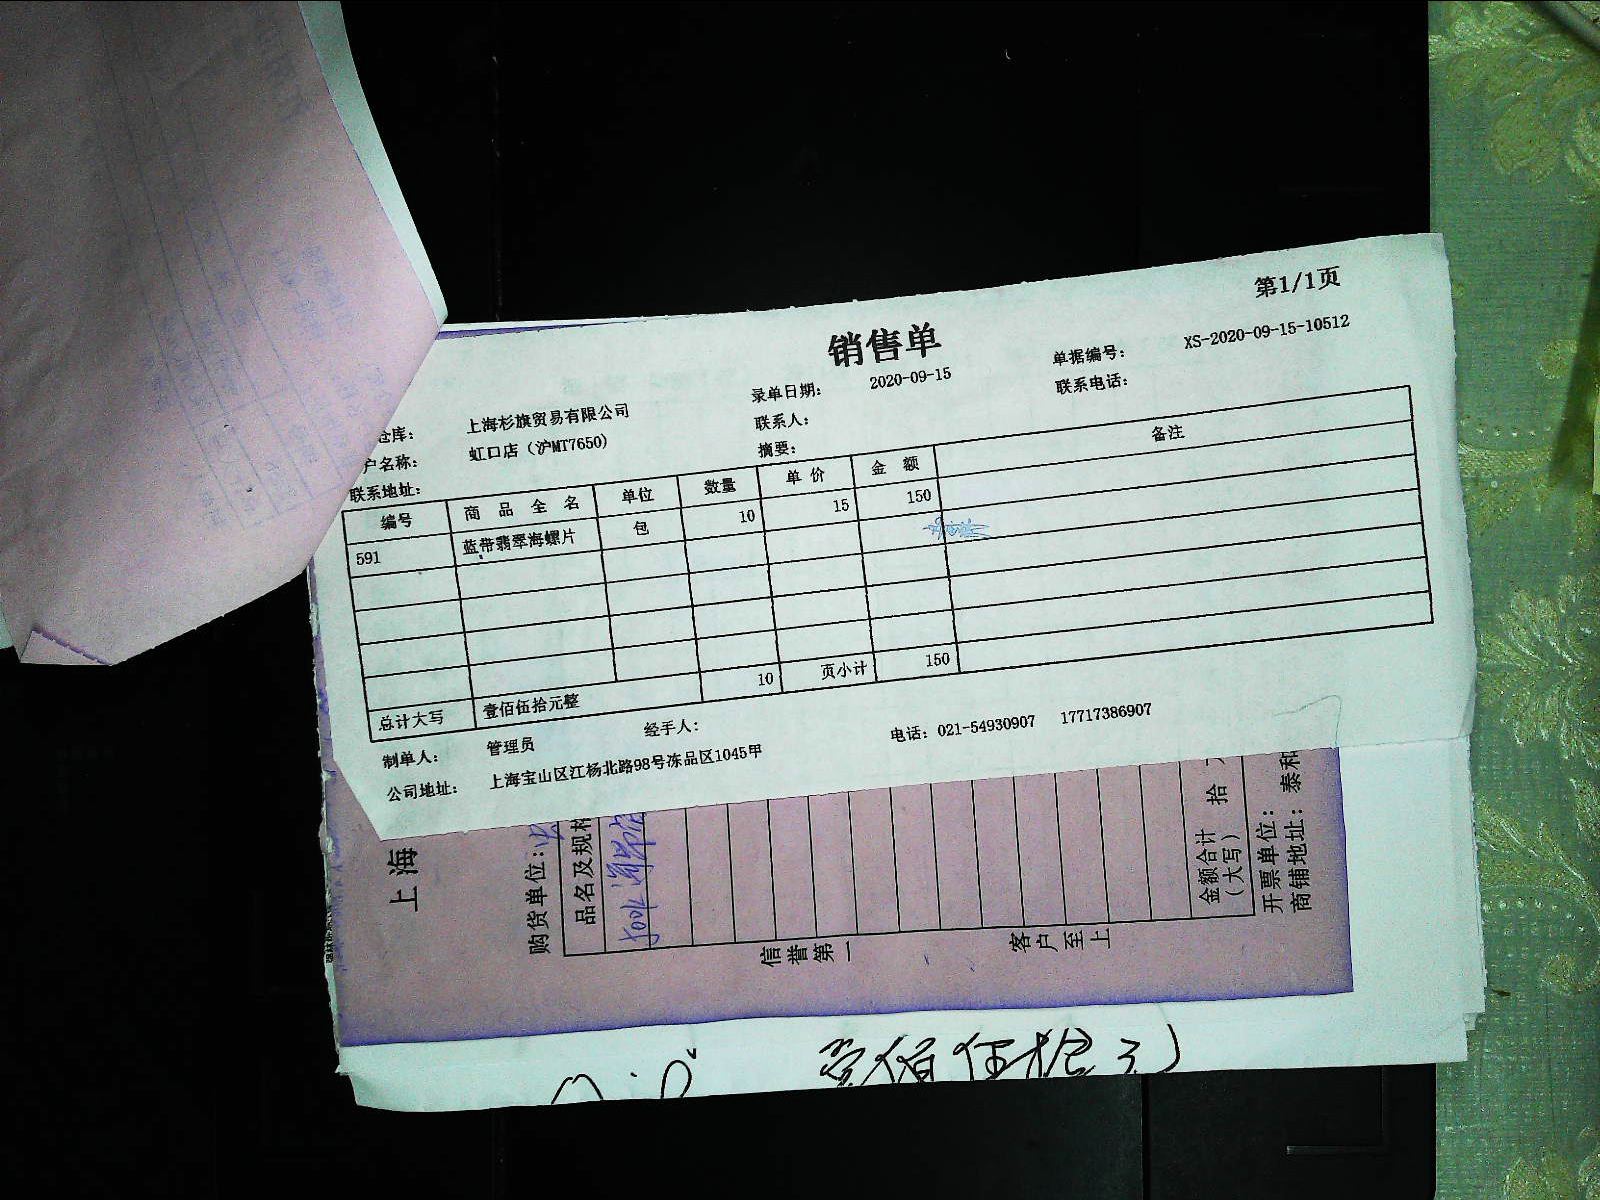 第1/1页
销售单
仓库： 上海杉旗贸易有限公司 录单日期： 2020-09-15 单据编号： XS-2020-09-15-10512
户名称： 虹口店（沪MT7650） 联系人： 联系电话：
联系地址： 摘要：
编号 商品全名 单位 数量 单价 金额 备注
591 蓝带翡翠海螺片 包 10 15 150
总计大写 壹佰伍拾元整 10 页小计 150
制单人： 管理员 经手人：
公司地址： 上海宝山区江杨北路98号冻品区1045甲 电话：021-54930907 17717386907
上海
购货单位：
品名及规格
金额合计 拾
（大写）
开票单位：
商铺地址：泰和
信誉第一 客户至上